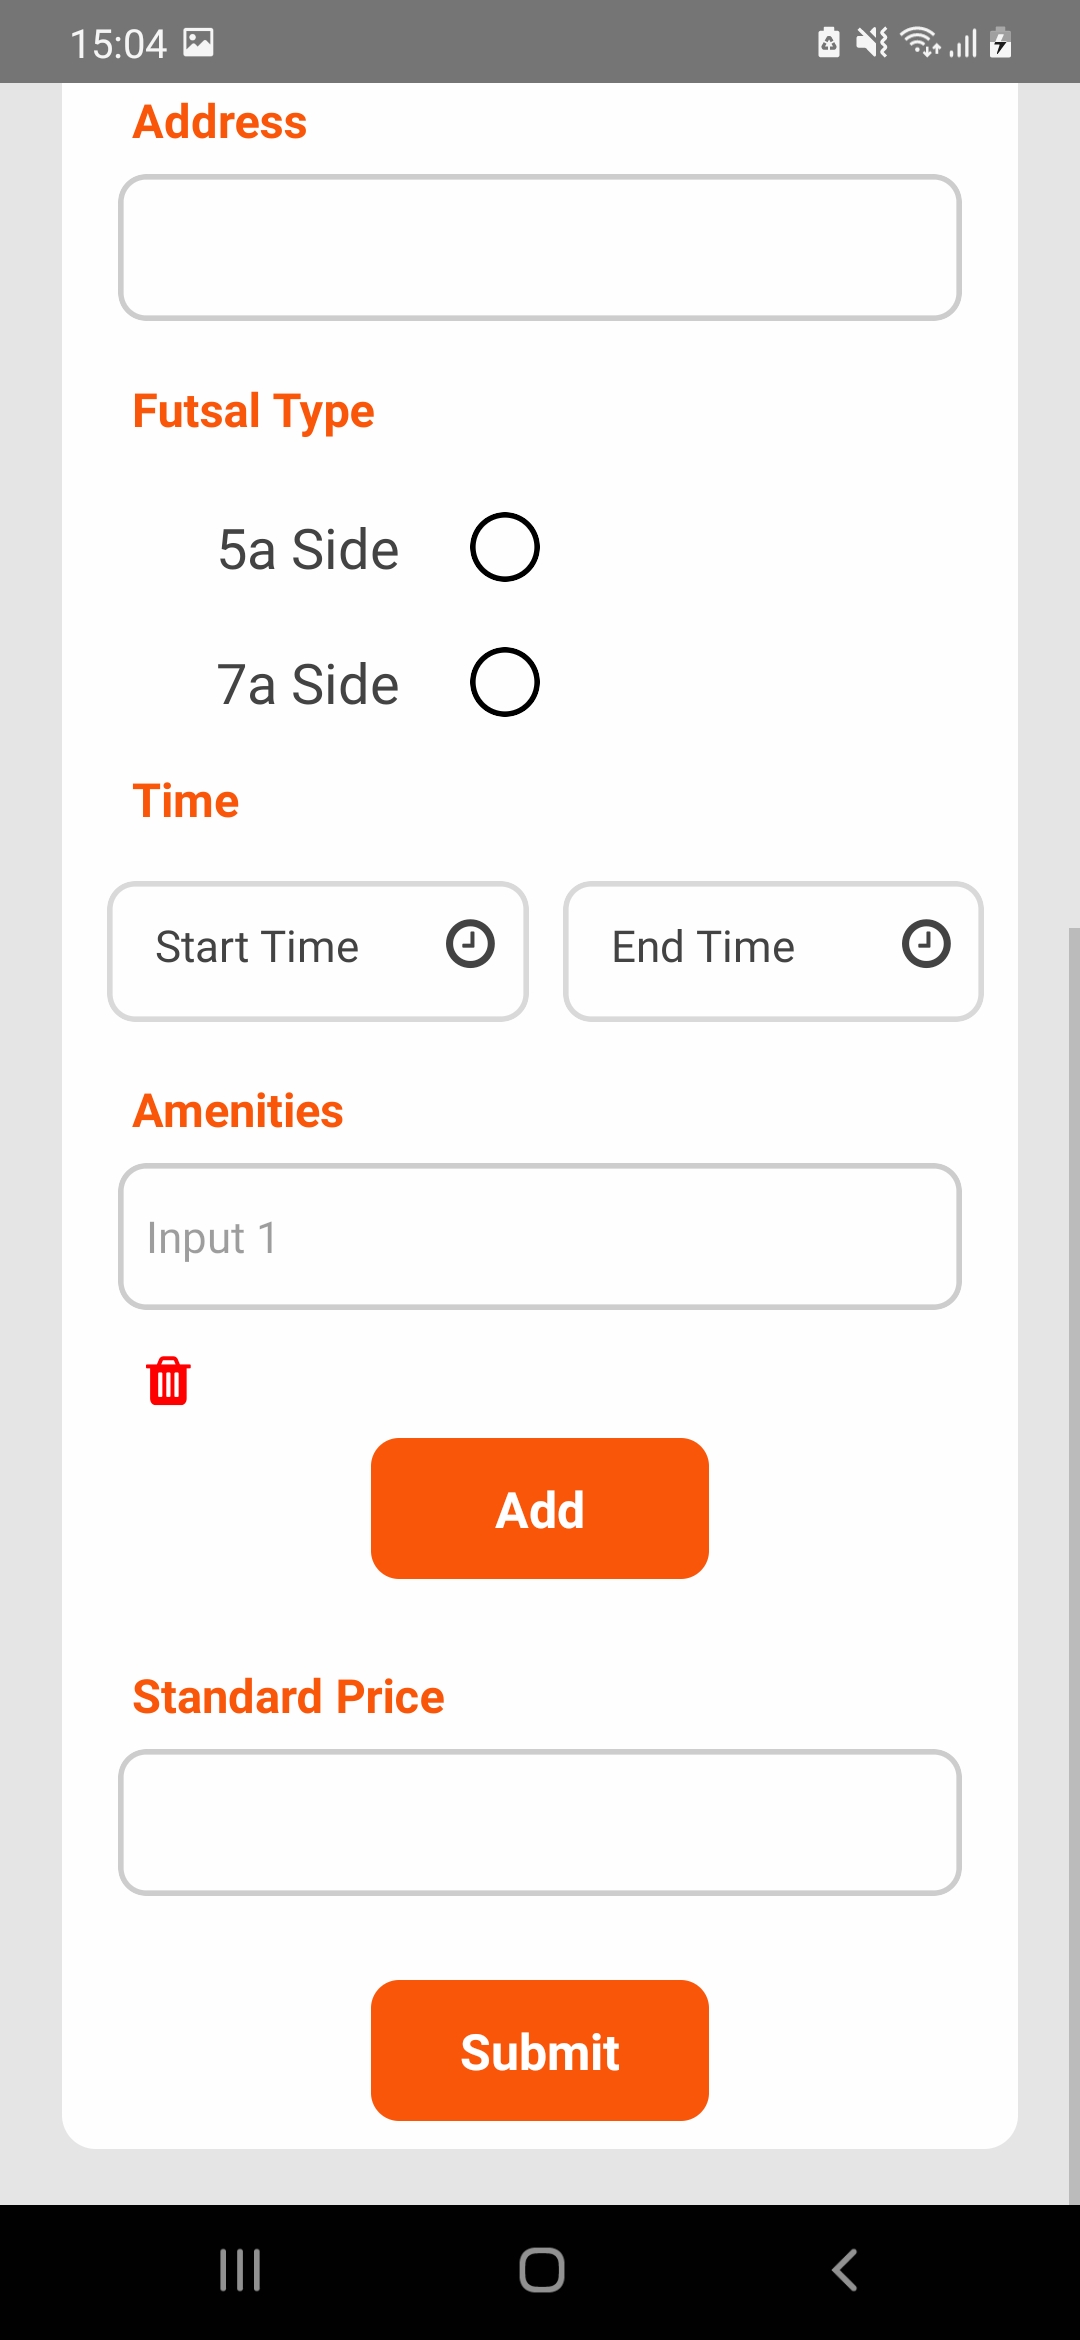 15:04
Address
Futsal Type
5a Side
7a Side
Time
Start Time
End Time
Amenities
Input 1
Add
Standard Price
Submit